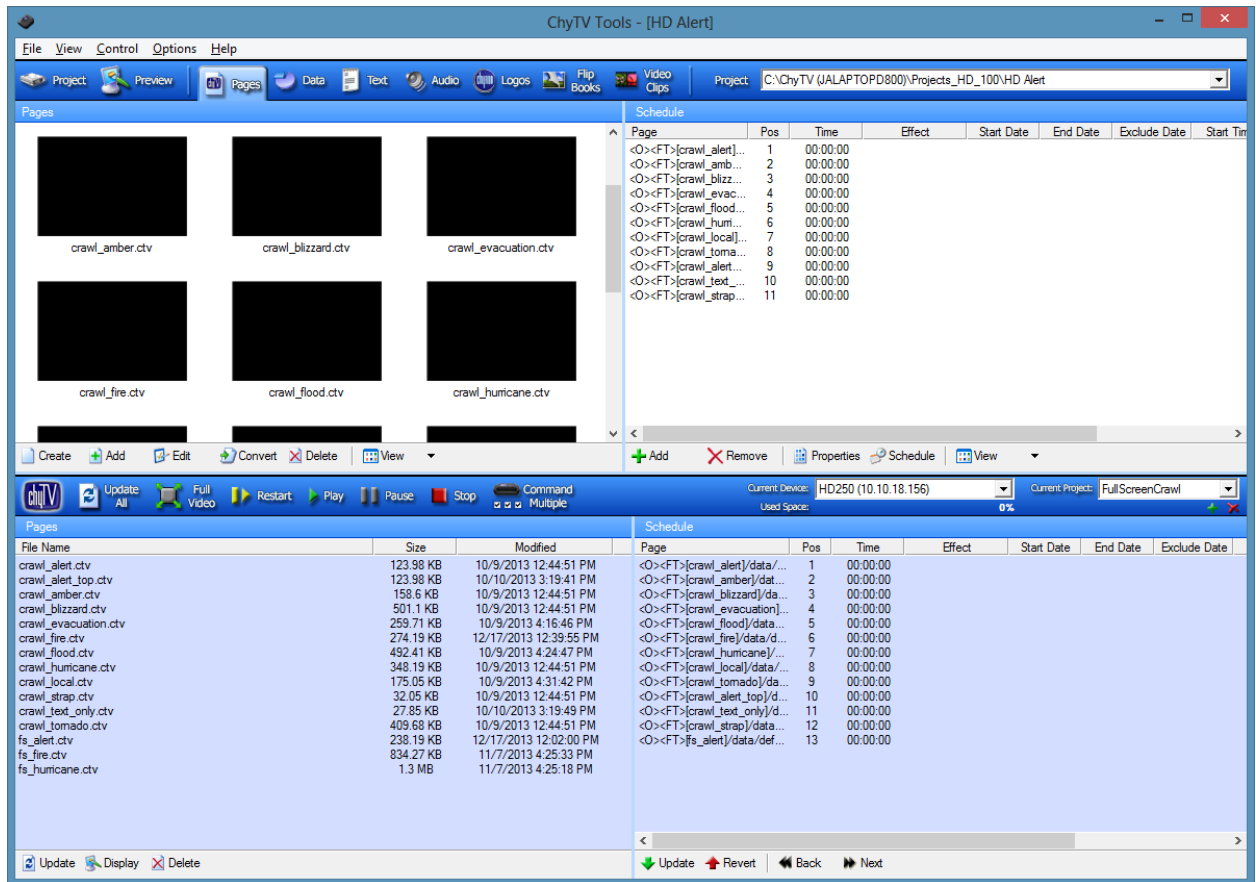 ChyTV Tools - [HD Alert]
File View Control Options Help
Project Preview Pages Data Text Audio Logos Flip Books Video Clips Project C:\ChyTV (JALAPTOPD800)\Projects_HD_100\HD Alert
Pages
crawl_amber.ctv crawl_blizzard.ctv crawl_evacuation.ctv
crawl_fire.ctv crawl_flood.ctv crawl_hurricane.ctv
Create Add Edit Convert Delete View
Schedule
Page Pos Time Effect Start Date End Date Exclude Date Start Tim
<O><FT>[crawl_alert]... 1 00:00:00
<O><FT>[crawl_amb... 2 00:00:00
<O><FT>[crawl_blizz... 3 00:00:00
<O><FT>[crawl_evac... 4 00:00:00
<O><FT>[crawl_flood... 5 00:00:00
<O><FT>[crawl_hurri... 6 00:00:00
<O><FT>[crawl_local]... 7 00:00:00
<O><FT>[crawl_torna... 8 00:00:00
<O><FT>[crawl_alert... 9 00:00:00
<O><FT>[crawl_text_... 10 00:00:00
<O><FT>[crawl_strap... 11 00:00:00
Add Remove Properties Schedule View
chyTV Update All Full Video Restart Play Pause Stop Command Multiple Current Device: HD250 (10.10.18.156) Current Project: FullScreenCrawl
Used Space: 0%
Pages
File Name Size Modified
crawl_alert.ctv 123.98 KB 10/9/2013 12:44:51 PM
crawl_alert_top.ctv 123.98 KB 10/10/2013 3:19:41 PM
crawl_amber.ctv 158.6 KB 10/9/2013 12:44:51 PM
crawl_blizzard.ctv 501.1 KB 10/9/2013 12:44:51 PM
crawl_evacuation.ctv 259.71 KB 10/9/2013 4:16:46 PM
crawl_fire.ctv 274.19 KB 12/17/2013 12:39:55 PM
crawl_flood.ctv 492.41 KB 10/9/2013 4:24:47 PM
crawl_hurricane.ctv 348.19 KB 10/9/2013 12:44:51 PM
crawl_local.ctv 175.05 KB 10/9/2013 4:31:42 PM
crawl_strap.ctv 32.05 KB 10/9/2013 12:44:51 PM
crawl_text_only.ctv 27.85 KB 10/10/2013 3:19:49 PM
crawl_tornado.ctv 409.68 KB 10/9/2013 12:44:51 PM
fs_alert.ctv 238.19 KB 12/17/2013 12:02:00 PM
fs_fire.ctv 834.27 KB 11/7/2013 4:25:33 PM
fs_hurricane.ctv 1.3 MB 11/7/2013 4:25:18 PM
Update Display Delete
Schedule
Page Pos Time Effect Start Date End Date Exclude Date
<O><FT>[crawl_alert]/data/... 1 00:00:00
<O><FT>[crawl_amber]/dat... 2 00:00:00
<O><FT>[crawl_blizzard]/da... 3 00:00:00
<O><FT>[crawl_evacuation]... 4 00:00:00
<O><FT>[crawl_flood]/data... 5 00:00:00
<O><FT>[crawl_fire]/data/d... 6 00:00:00
<O><FT>[crawl_hurricane]/... 7 00:00:00
<O><FT>[crawl_local]/data/... 8 00:00:00
<O><FT>[crawl_tornado]/da... 9 00:00:00
<O><FT>[crawl_alert_top]/d... 10 00:00:00
<O><FT>[crawl_text_only]/d... 11 00:00:00
<O><FT>[crawl_strap]/data... 12 00:00:00
<O><FT>[fs_alert]/data/def... 13 00:00:00
Update Revert Back Next